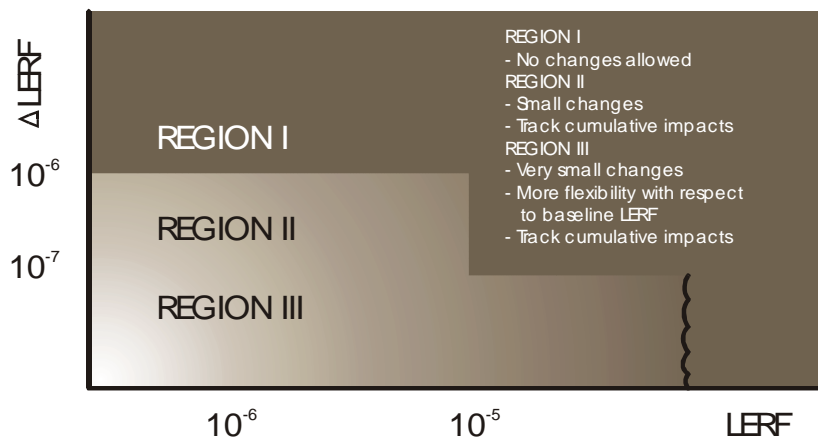 Δ LERF
REGION I
- No changes allowed
REGION II
- Small changes
- Track cumulative impacts
REGION III
- Very small changes
- More flexibility with respect
to baseline LERF
- Track cumulative impacts
REGION I
10⁻⁶
REGION II
10⁻⁷
REGION III
10⁻⁶
10⁻⁵
LERF